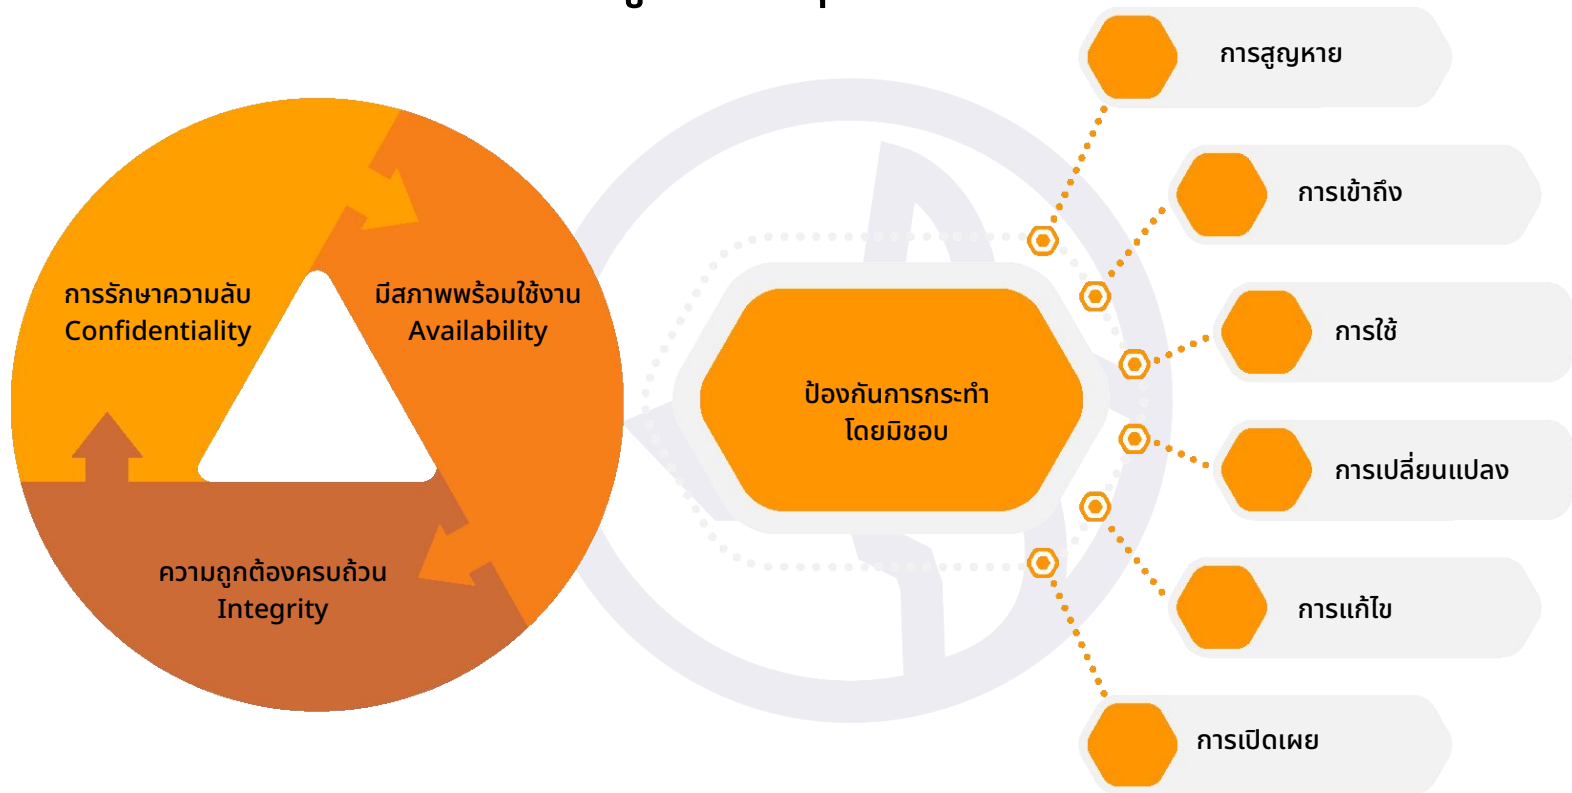 การรักษาความลับ
Confidentiality
มีสภาพพร้อมใช้งาน
Availability
ความถูกต้องครบถ้วน
Integrity
ป้องกันการกระทำ
โดยมิชอบ
การสูญหาย
การเข้าถึง
การใช้
การเปลี่ยนแปลง
การแก้ไข
การเปิดเผย